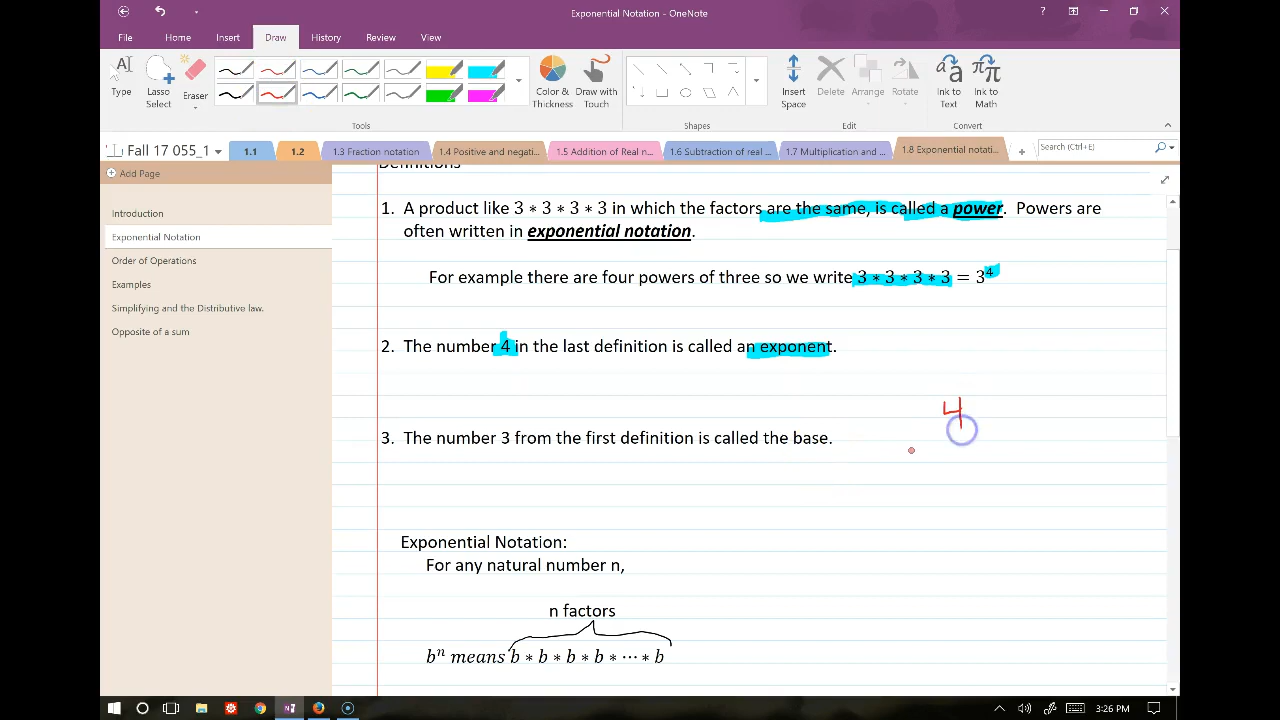 Exponential Notation - OneNote
File Home Insert Draw History Review View
Type Lasso Select Eraser Color & Thickness Draw with Touch Insert Space Delete Arrange Rotate Ink to Text Ink to Math
Tools Shapes Edit Convert
Fall 17 055_1 1.1 1.2 1.3 Fraction notation 1.4 Positive and negati... 1.5 Addition of Real n... 1.6 Subtraction of real ... 1.7 Multiplication and ... 1.8 Exponential notati... Search (Ctrl+E)
Add Page
Introduction
Exponential Notation
Order of Operations
Examples
Simplifying and the Distributive law.
Opposite of a sum
Definitions
1. A product like 3 ∗ 3 ∗ 3 ∗ 3 in which the factors are the same, is called a power. Powers are
often written in exponential notation.
For example there are four powers of three so we write 3 ∗ 3 ∗ 3 ∗ 3 = 3⁴
2. The number 4 in the last definition is called an exponent.
4
3. The number 3 from the first definition is called the base.
Exponential Notation:
For any natural number n,
n factors
bⁿ means b ∗ b ∗ b ∗ b ∗ ⋯ ∗ b
3:26 PM